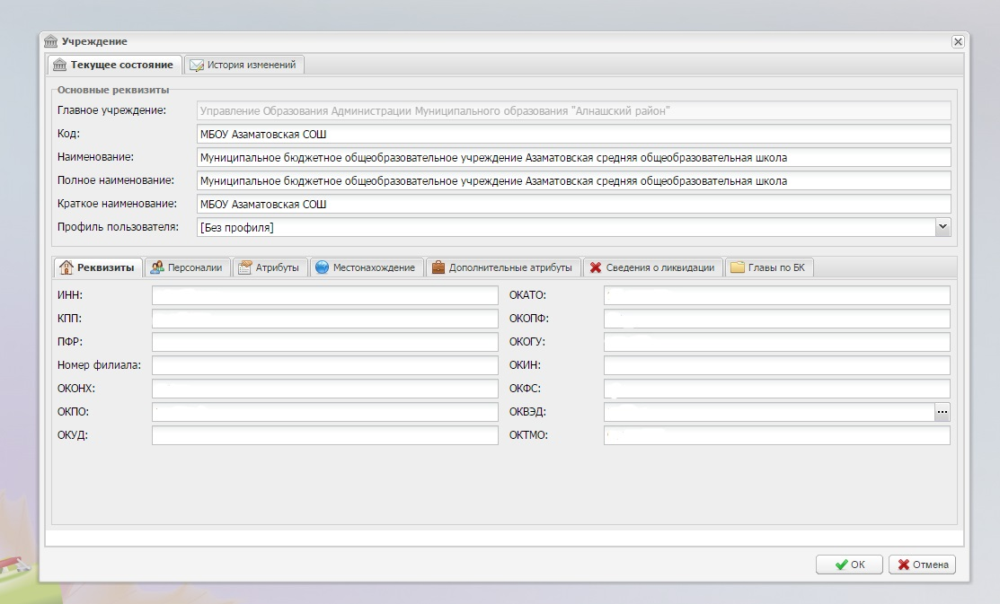 Учреждение
Текущее состояние История изменений
Основные реквизиты
Главное учреждение: Управление Образования Администрации Муниципального образования "Алнашский район"
Код: МБОУ Азаматовская СОШ
Наименование: Муниципальное бюджетное общеобразовательное учреждение Азаматовская средняя общеобразовательная школа
Полное наименование: Муниципальное бюджетное общеобразовательное учреждение Азаматовская средняя общеобразовательная школа
Краткое наименование: МБОУ Азаматовская СОШ
Профиль пользователя: [Без профиля]
Реквизиты Персоналии Атрибуты Местонахождение Дополнительные атрибуты Сведения о ликвидации Главы по БК
ИНН: ОКАТО:
КПП: ОКОПФ:
ПФР: ОКОГУ:
Номер филиала: ОКИН:
ОКОНХ: ОКФС:
ОКПО: ОКВЭД: ...
ОКУД: ОКТМО:
ОК Отмена